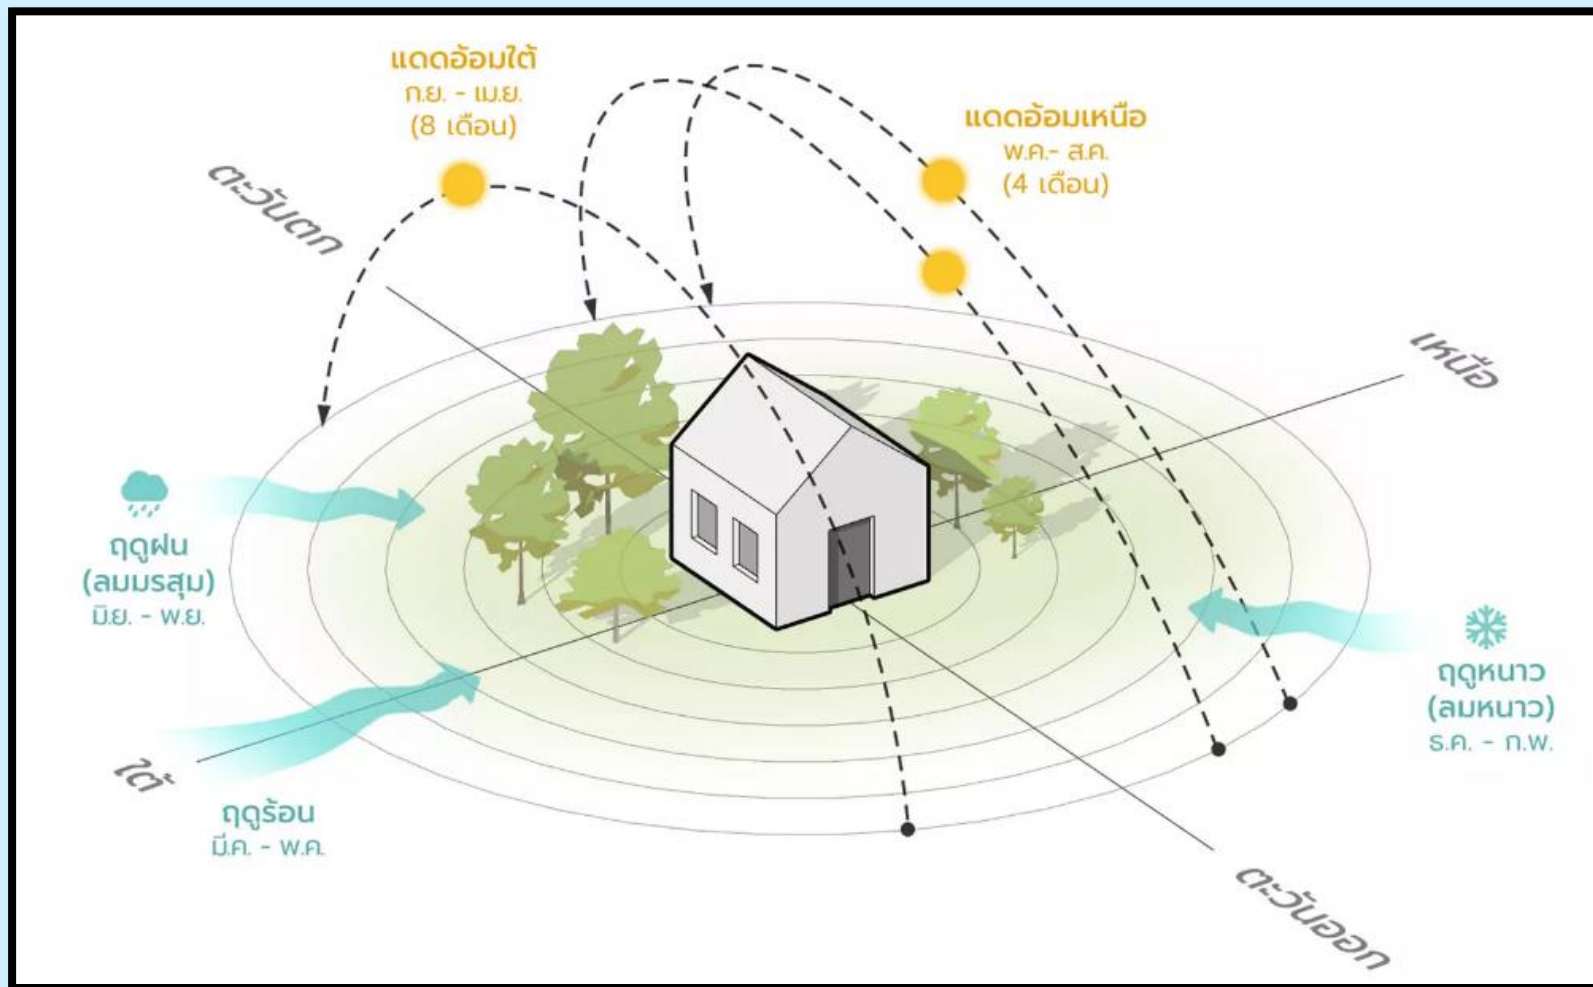 แดดอ้อมใต้
ก.ย. - เม.ย.
(8 เดือน)
แดดอ้อมเหนือ
พ.ค.- ส.ค.
(4 เดือน)
ตะวันตก
เหนือ
ฤดูฝน
(ลมมรสุม)
มิ.ย. - พ.ย.
ฤดูหนาว
(ลมหนาว)
ธ.ค. - ก.พ.
ใต้
ฤดูร้อน
มี.ค. - พ.ค.
ตะวันออก